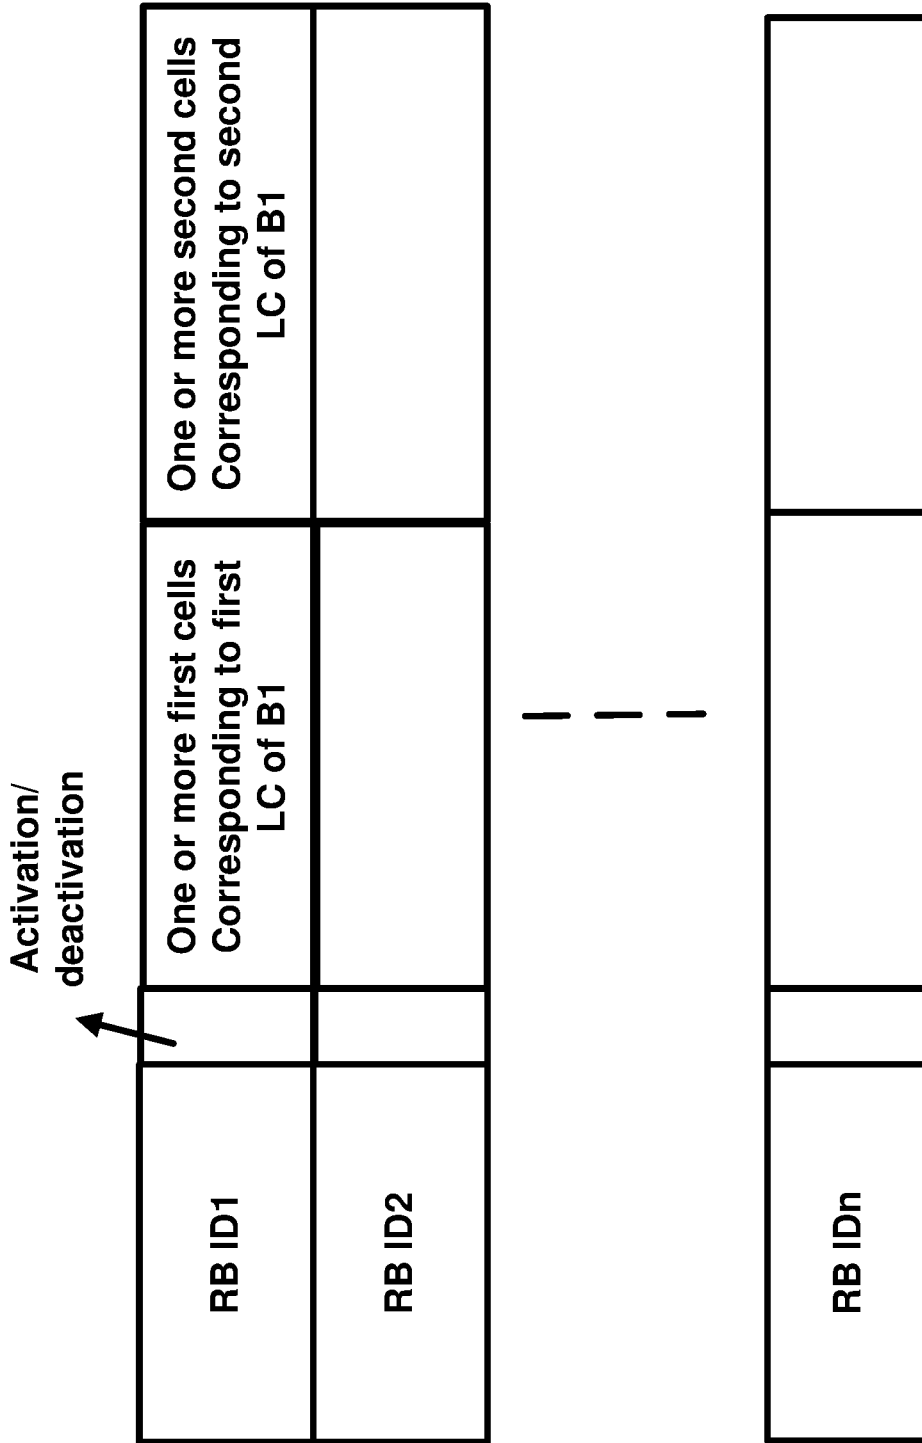 Activation/
deactivation
RB ID1
One or more first cells
Corresponding to first
LC of B1
One or more second cells
Corresponding to second
LC of B1
RB ID2
RB IDn